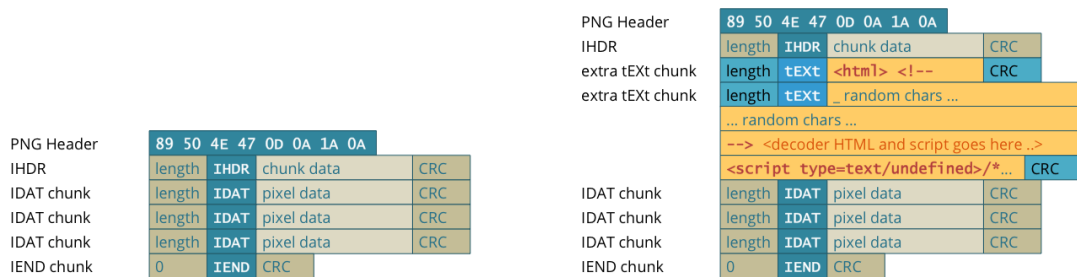 PNG Header 89 50 4E 47 0D 0A 1A 0A
IHDR length IHDR chunk data CRC
IDAT chunk length IDAT pixel data CRC
IDAT chunk length IDAT pixel data CRC
IDAT chunk length IDAT pixel data CRC
IEND chunk 0 IEND CRC
PNG Header 89 50 4E 47 0D 0A 1A 0A
IHDR length IHDR chunk data CRC
extra tEXt chunk length tEXt <html> <!-- CRC
extra tEXt chunk length tEXt _ random chars ...
... random chars ...
--> <decoder HTML and script goes here ..>
<script type=text/undefined>/*... CRC
IDAT chunk length IDAT pixel data CRC
IDAT chunk length IDAT pixel data CRC
IDAT chunk length IDAT pixel data CRC
IEND chunk 0 IEND CRC